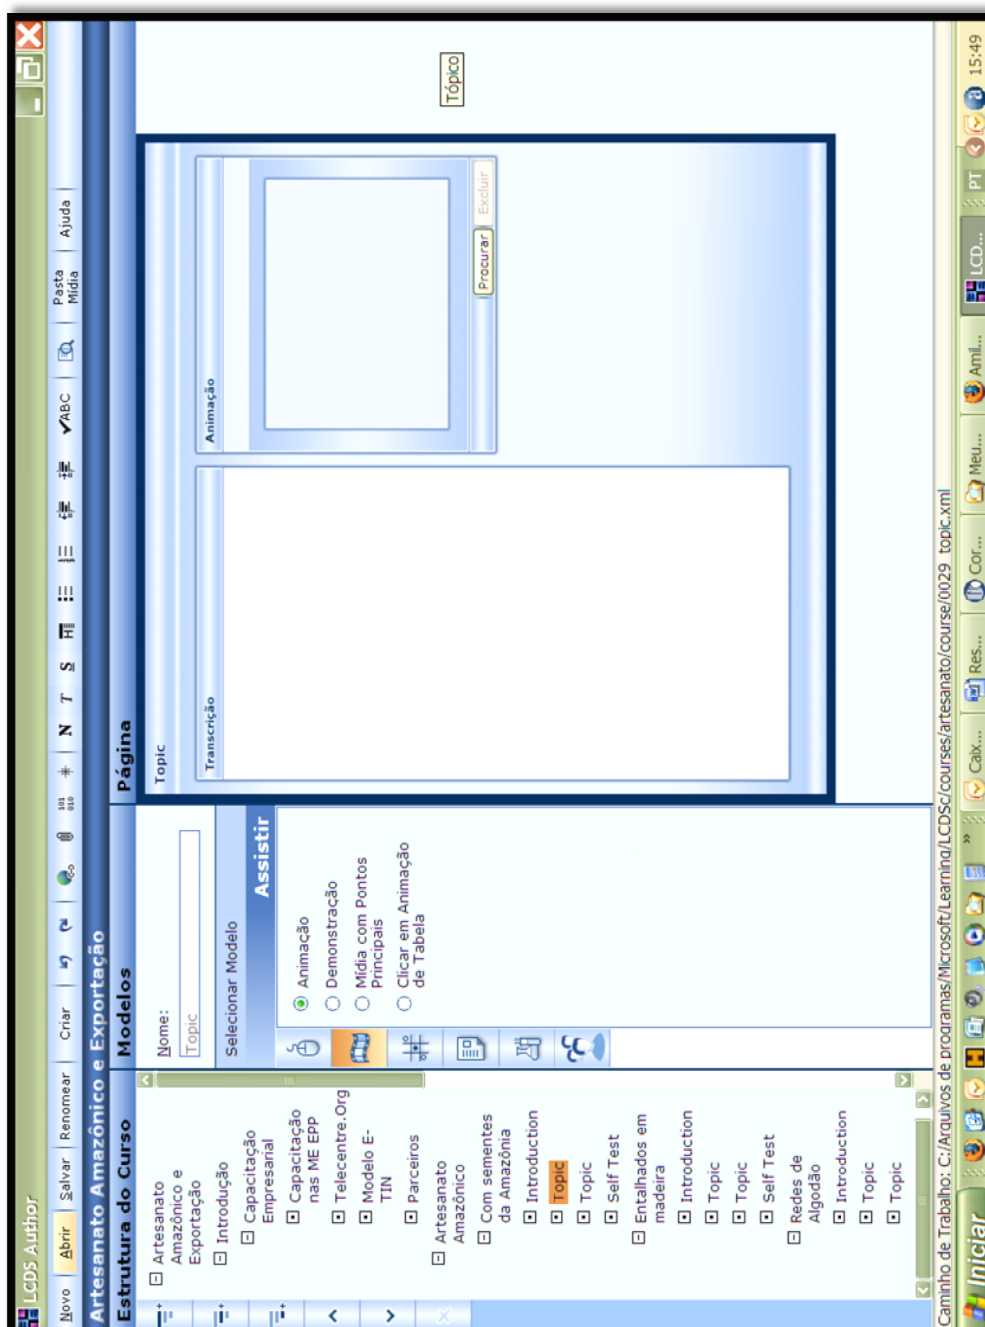 LCDS Author
Novo
Abrir
Salvar
Renomear
Criar
101
010
N
T
S
H
✓ABC
Pasta
Mídia
Ajuda
Artesanato Amazônico e Exportação
Estrutura do Curso
Modelos
Página
Artesanato
Amazônico e
Exportação
Introdução
Capacitação
Empresarial
Capacitação
nas ME EPP
Telecentre.Org
Modelo E-
TIN
Parceiros
Artesanato
Amazônico
Com sementes
da Amazônia
Introduction
Topic
Topic
Self Test
Entalhados em
madeira
Introduction
Topic
Topic
Self Test
Redes de
Algodão
Introduction
Topic
Topic
Nome:
Topic
Selecionar Modelo
Assistir
Animação
Demonstração
Mídia com Pontos
Principais
Clicar em Animação
de Tabela
Topic
Transcrição
Animação
Procurar
Excluir
Tópico
Caminho de Trabalho: C:/Arquivos de programas/Microsoft/Learning/LCDSc/courses/artesanato/course/0029_topic.xml
Iniciar
H
»
Caix...
Res...
Cor...
Meu...
Amil...
LCD...
PT
15:49